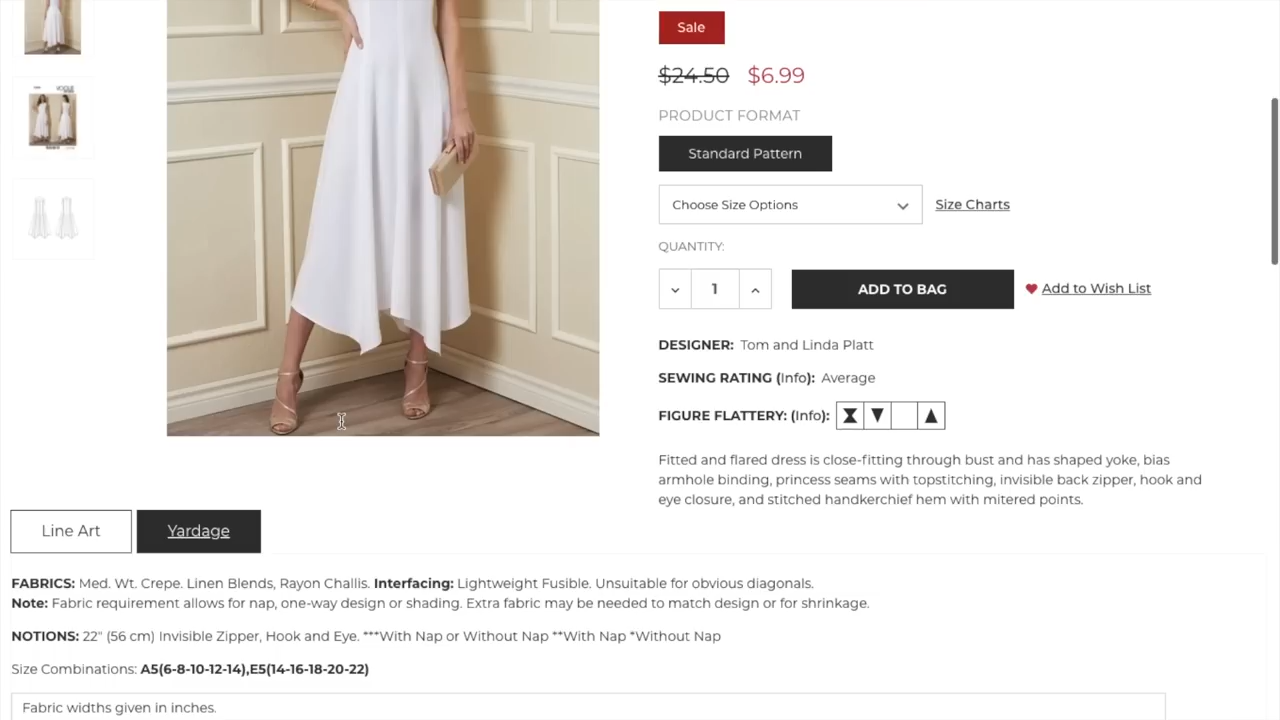 VOGUE
Sale
$24.50 $6.99
PRODUCT FORMAT
Standard Pattern
Choose Size Options
Size Charts
QUANTITY:
1
ADD TO BAG
Add to Wish List
DESIGNER: Tom and Linda Platt
SEWING RATING (Info): Average
FIGURE FLATTERY: (Info):
Fitted and flared dress is close-fitting through bust and has shaped yoke, bias
armhole binding, princess seams with topstitching, invisible back zipper, hook and
eye closure, and stitched handkerchief hem with mitered points.
Line Art
Yardage
FABRICS: Med. Wt. Crepe. Linen Blends, Rayon Challis. Interfacing: Lightweight Fusible. Unsuitable for obvious diagonals.
Note: Fabric requirement allows for nap, one-way design or shading. Extra fabric may be needed to match design or for shrinkage.
NOTIONS: 22" (56 cm) Invisible Zipper, Hook and Eye. ***With Nap or Without Nap **With Nap *Without Nap
Size Combinations: A5(6-8-10-12-14),E5(14-16-18-20-22)
Fabric widths given in inches.